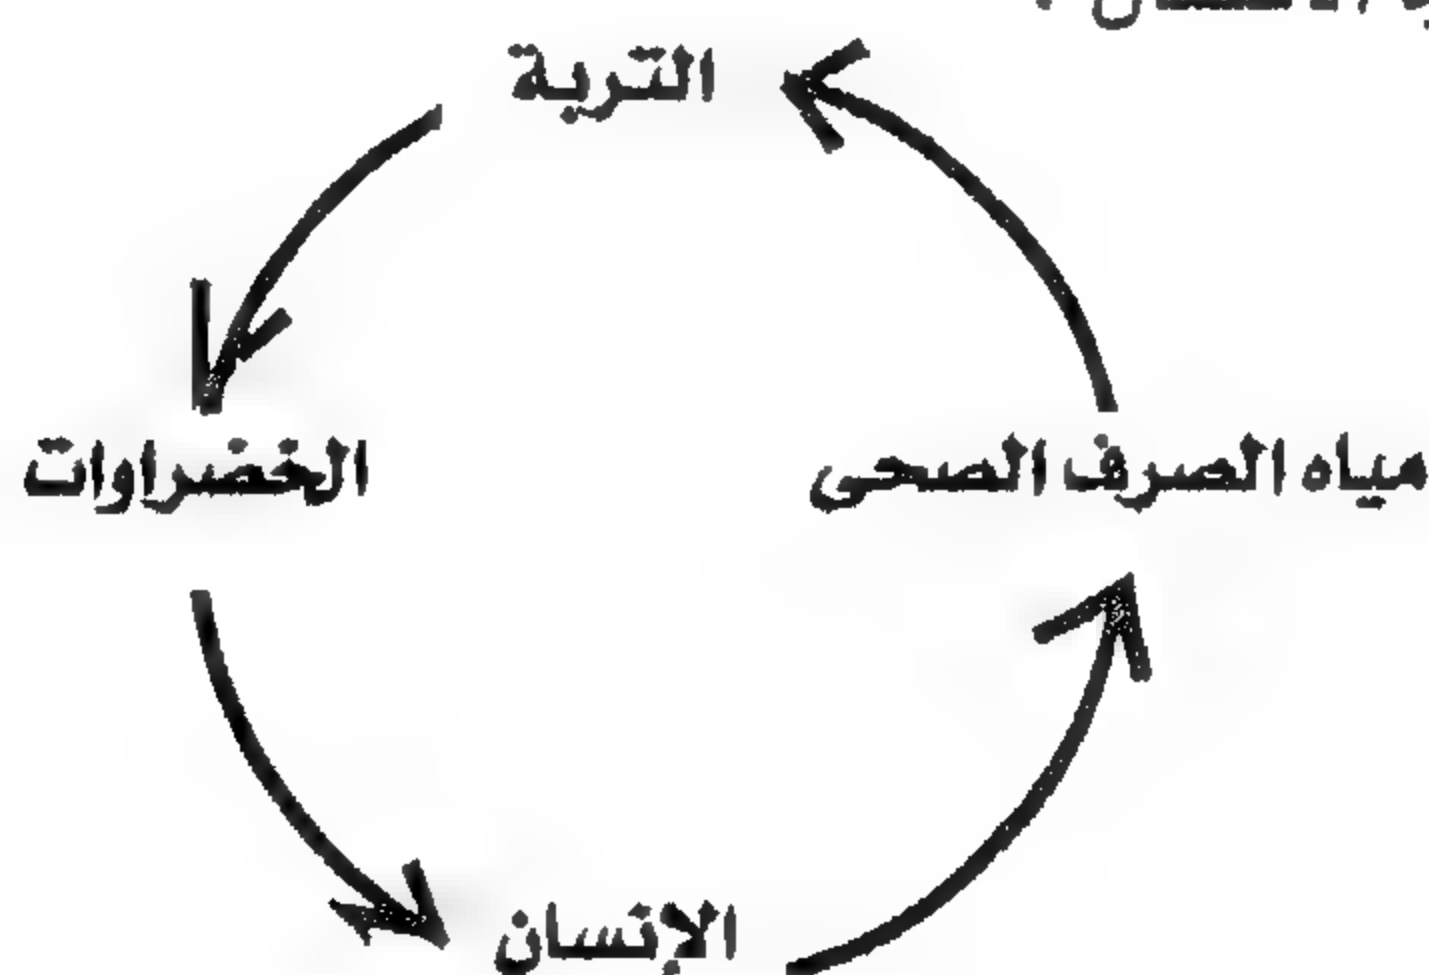 التربة
مياه الصرف الصحى
الخضراوات
الإنسان